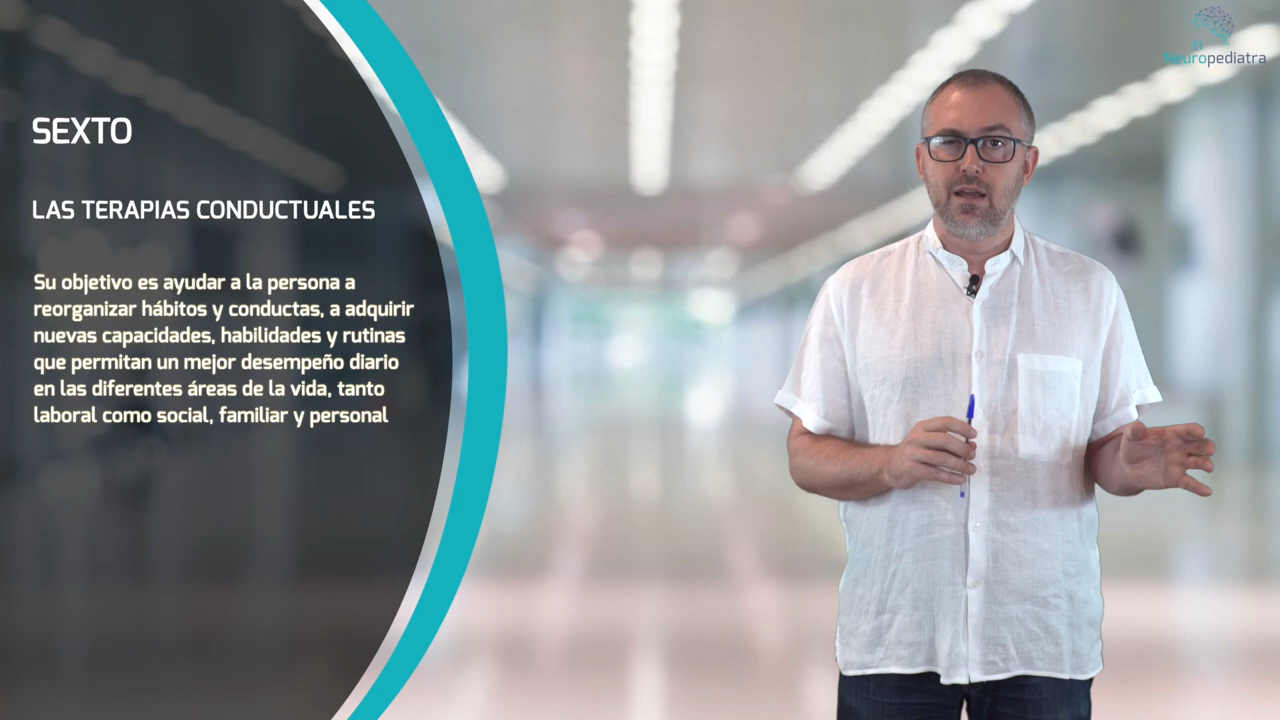 SEXTO
LAS TERAPIAS CONDUCTUALES
Su objetivo es ayudar a la persona a
reorganizar hábitos y conductas, a adquirir
nuevas capacidades, habilidades y rutinas
que permitan un mejor desempeño diario
en las diferentes áreas de la vida, tanto
laboral como social, familiar y personal
El
Neuropediatra